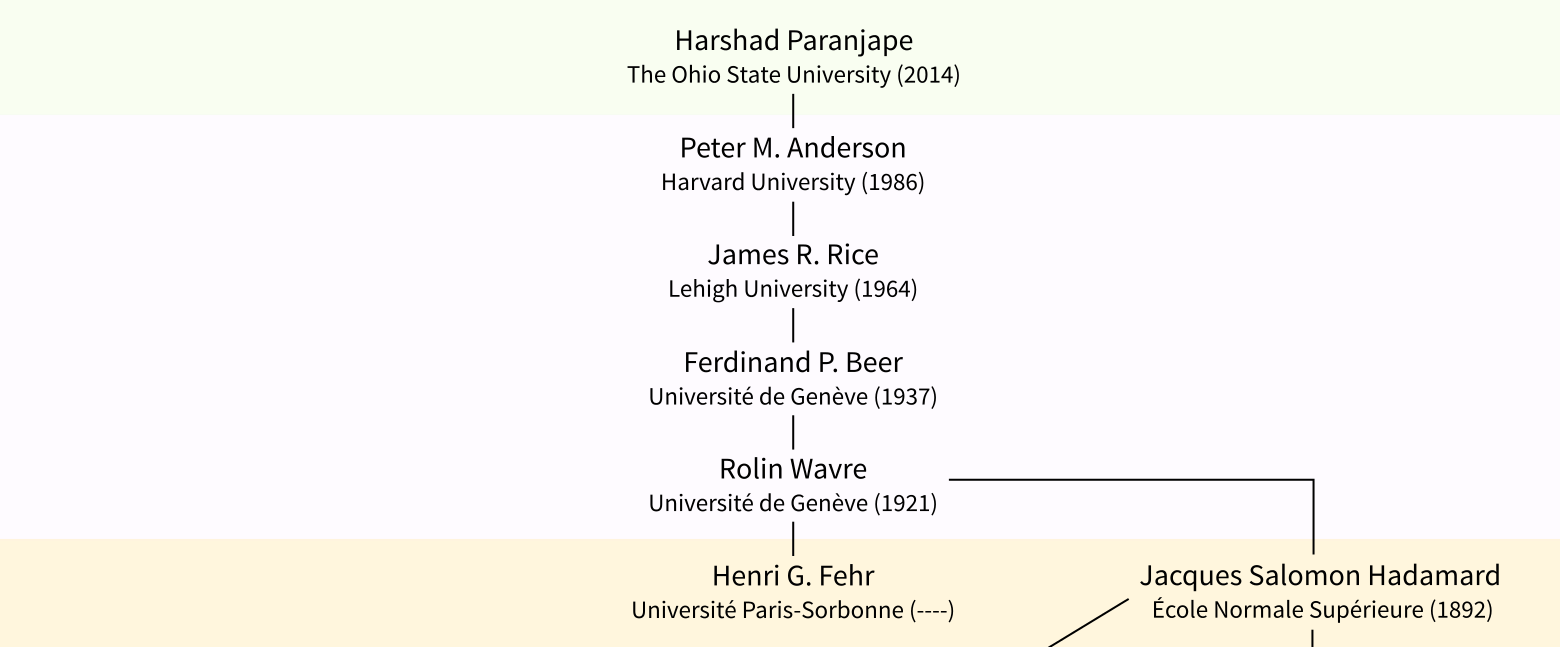 Harshad Paranjape
The Ohio State University (2014)
Peter M. Anderson
Harvard University (1986)
James R. Rice
Lehigh University (1964)
Ferdinand P. Beer
Université de Genève (1937)
Rolin Wavre
Université de Genève (1921)
Henri G. Fehr
Université Paris-Sorbonne (----)
Jacques Salomon Hadamard
École Normale Supérieure (1892)